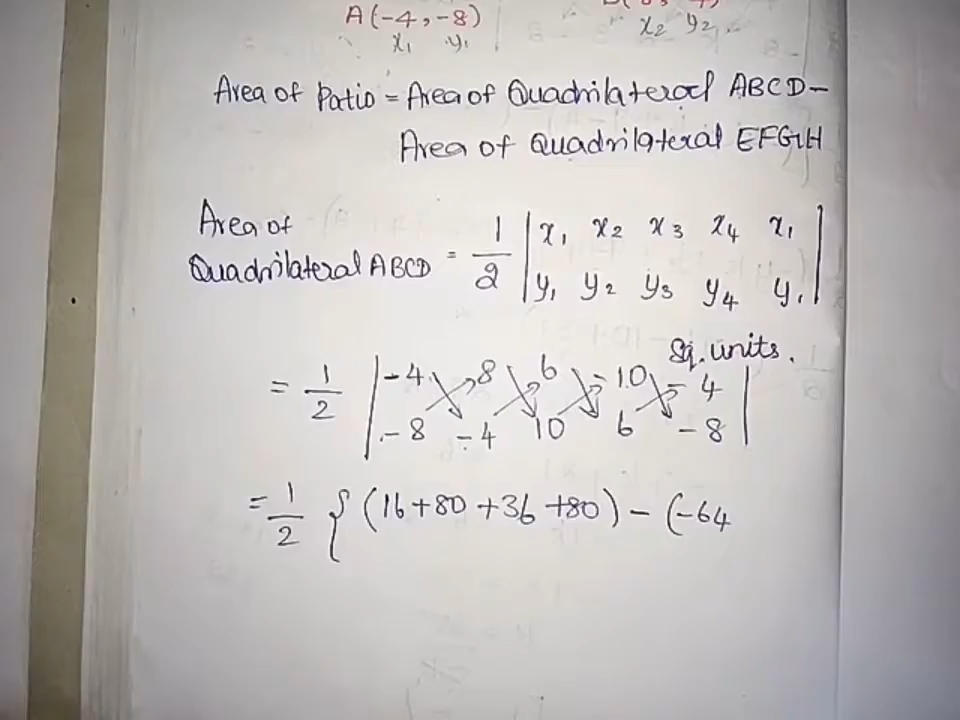 A(-4,-8)
x₁ y₁
x₂ y₂
Area of Patio = Area of Quadrilateral ABCD-
Area of Quadrilateral EFGH
Area of
Quadrilateral ABCD = 1/2 | x₁ x₂ x₃ x₄ x₁
y₁ y₂ y₃ y₄ y₁ |
Sq. units.
= 1/2 | -4 8 6 -10 -4
-8 -4 10 6 -8 |
= 1/2 { (16+80+36+80) - (-64